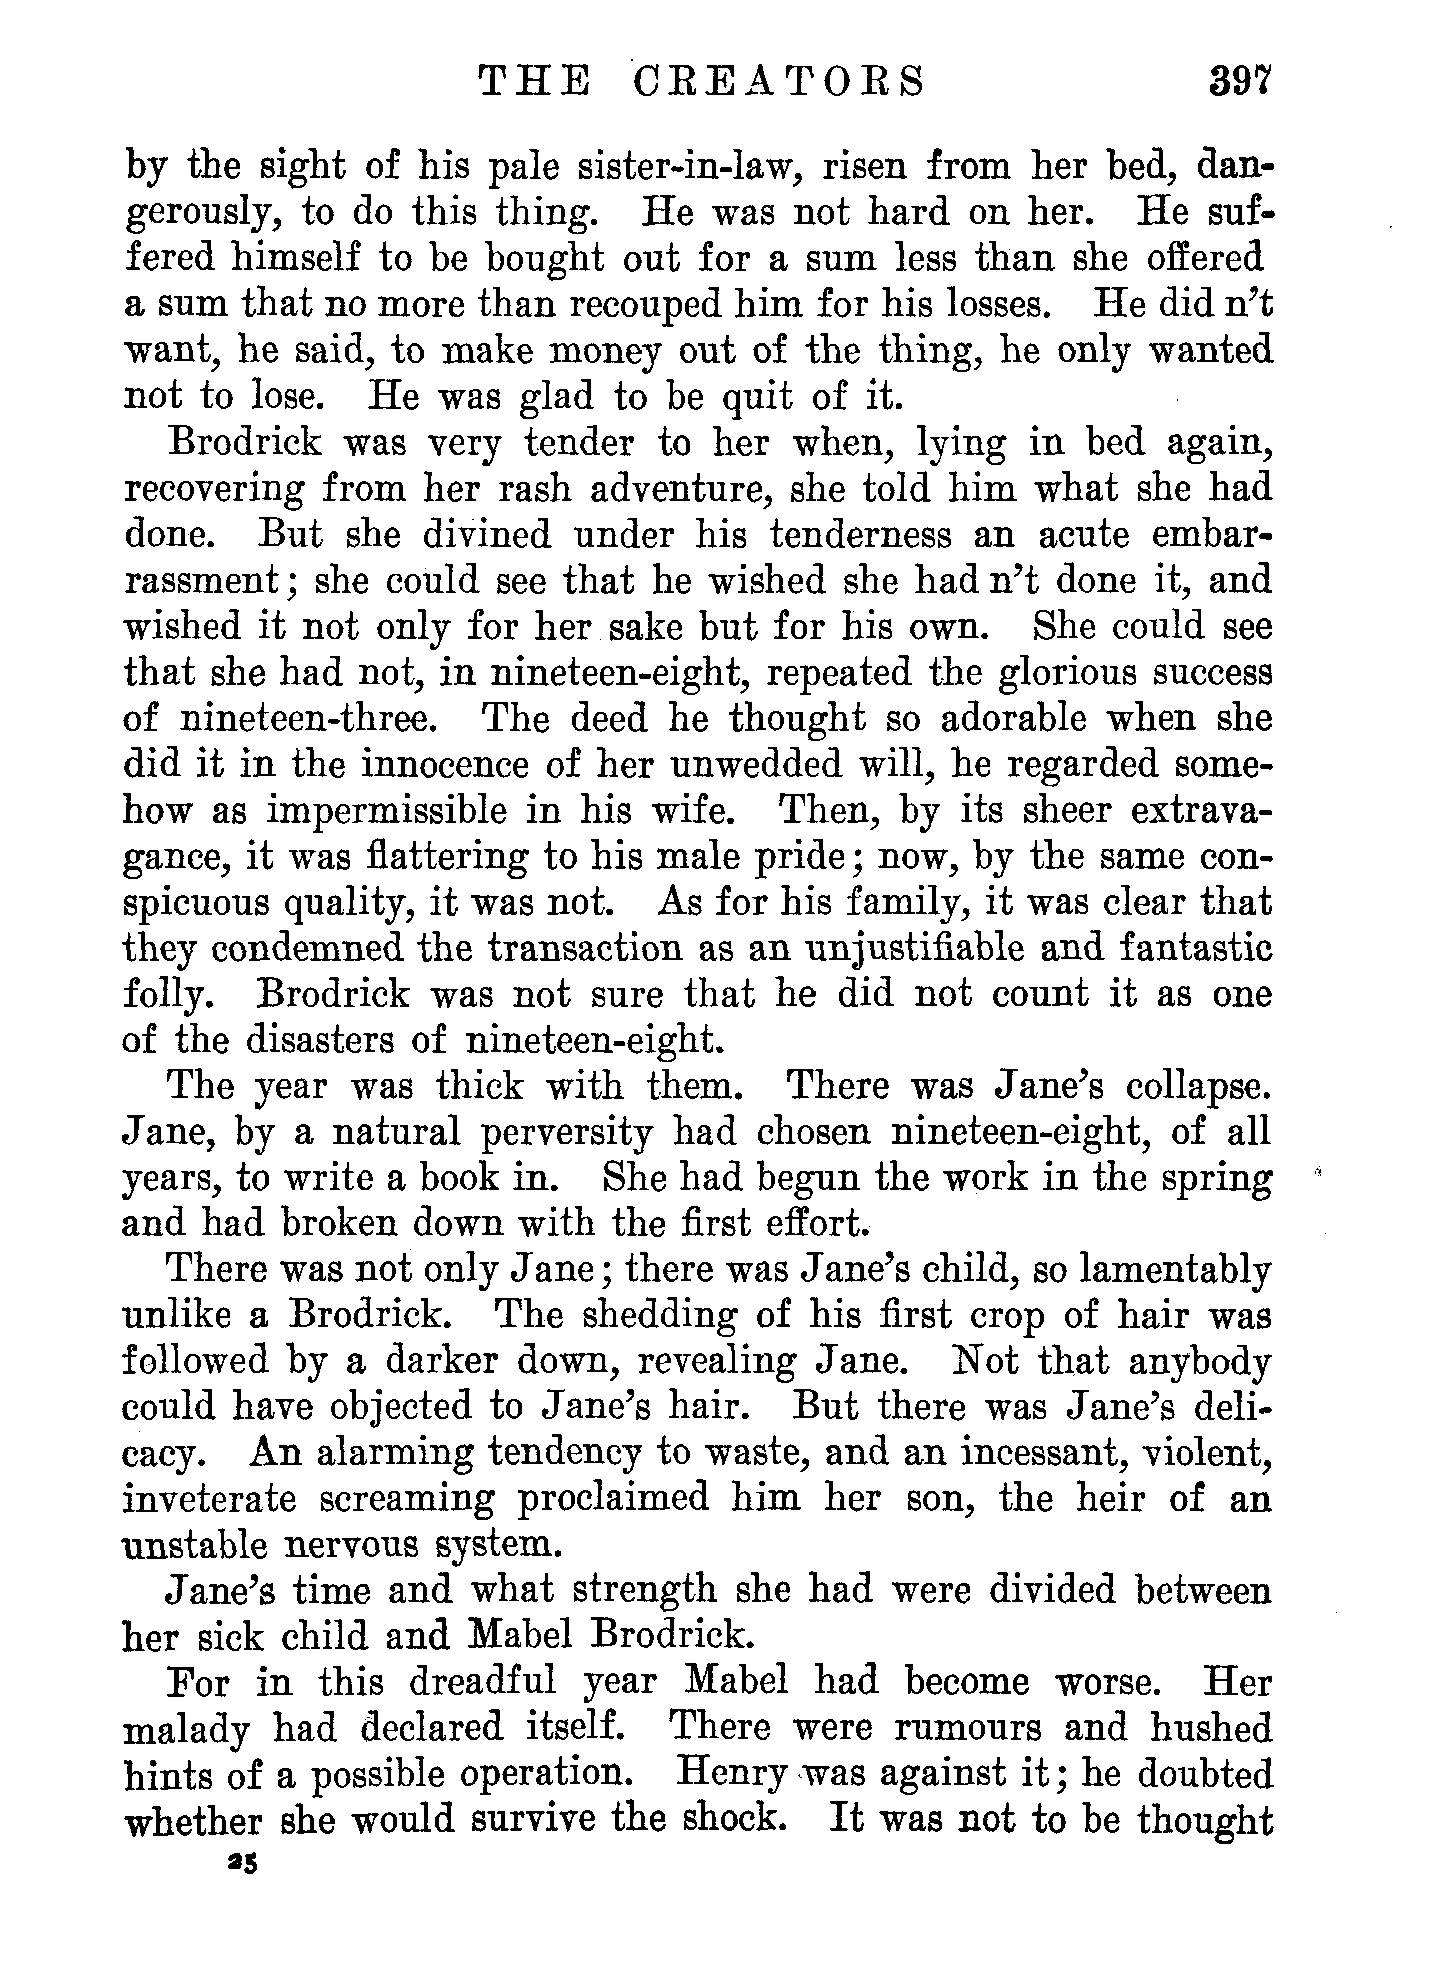 THE CREATORS 397
by the sight of his pale sister-in-law, risen from her bed, dan-
gerously, to do this thing. He was not hard on her. He suf-
fered himself to be bought out for a sum less than she offered
a sum that no more than recouped him for his losses. He did n't
want, he said, to make money out of the thing, he only wanted
not to lose. He was glad to be quit of it.
Brodrick was very tender to her when, lying in bed again,
recovering from her rash adventure, she told him what she had
done. But she divined under his tenderness an acute embar-
rassment; she could see that he wished she had n't done it, and
wished it not only for her sake but for his own. She could see
that she had not, in nineteen-eight, repeated the glorious success
of nineteen-three. The deed he thought so adorable when she
did it in the innocence of her unwedded will, he regarded some-
how as impermissible in his wife. Then, by its sheer extrava-
gance, it was flattering to his male pride; now, by the same con-
spicuous quality, it was not. As for his family, it was clear that
they condemned the transaction as an unjustifiable and fantastic
folly. Brodrick was not sure that he did not count it as one
of the disasters of nineteen-eight.
The year was thick with them. There was Jane's collapse.
Jane, by a natural perversity had chosen nineteen-eight, of all
years, to write a book in. She had begun the work in the spring
and had broken down with the first effort.
There was not only Jane; there was Jane's child, so lamentably
unlike a Brodrick. The shedding of his first crop of hair was
followed by a darker down, revealing Jane. Not that anybody
could have objected to Jane's hair. But there was Jane's deli-
cacy. An alarming tendency to waste, and an incessant, violent,
inveterate screaming proclaimed him her son, the heir of an
unstable nervous system.
Jane's time and what strength she had were divided between
her sick child and Mabel Brodrick.
For in this dreadful year Mabel had become worse. Her
malady had declared itself. There were rumours and hushed
hints of a possible operation. Henry was against it; he doubted
whether she would survive the shock. It was not to be thought
25